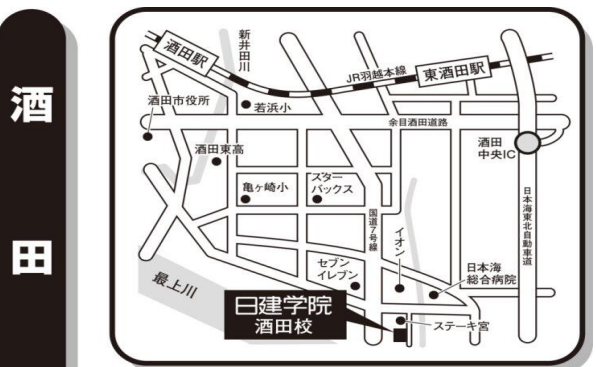 酒田
酒田駅
新井田川
JR羽越本線
東酒田駅
酒田市役所
若浜小
余目酒田道路
酒田東高
酒田
中央IC
亀ヶ崎小
スター
バックス
国道7号線
日本海東北自動車道
イオン
セブン
イレブン
日本海
総合病院
最上川
日建学院
酒田校
ステーキ宮